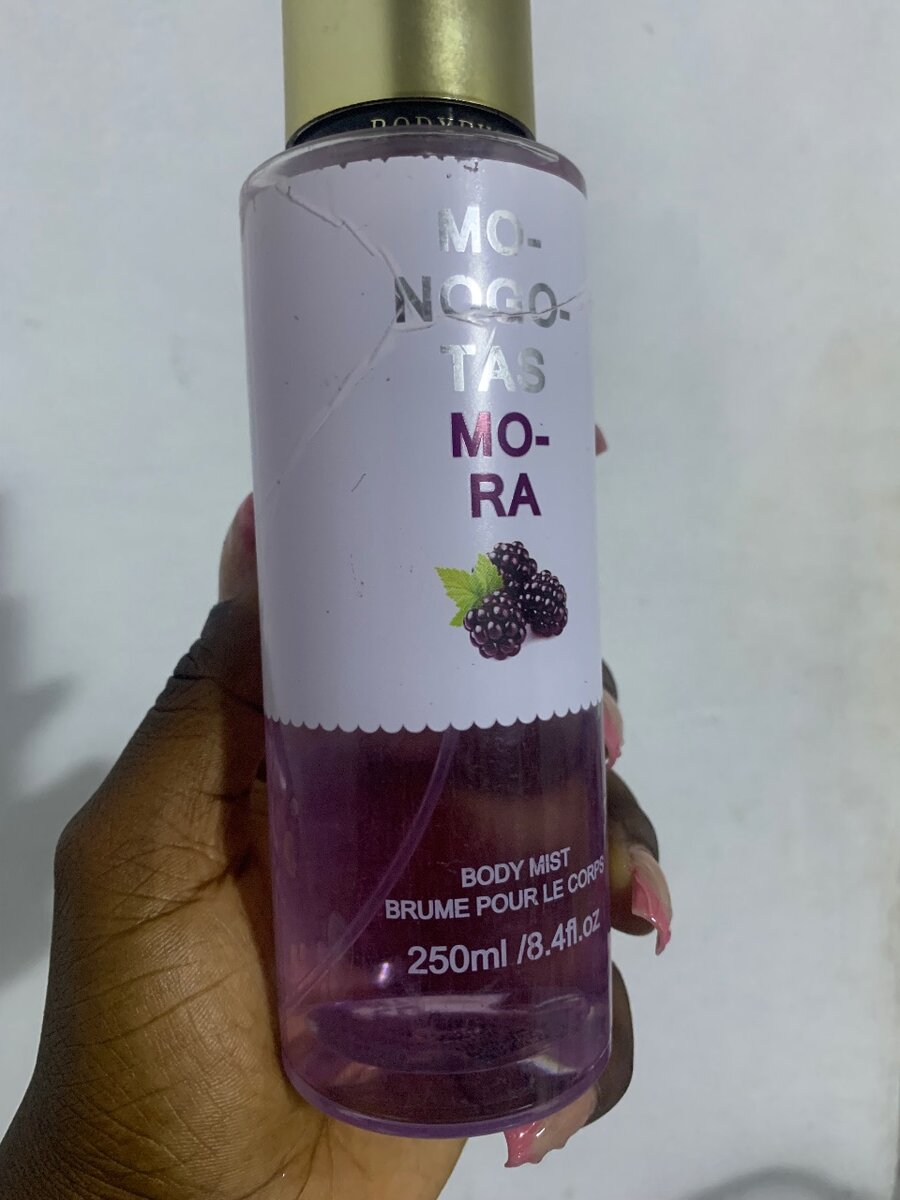 MO-
NOGO-
TAS
MO-
RA
BODY MIST
BRUME POUR LE CORPS
250ml /8.4fl.oz